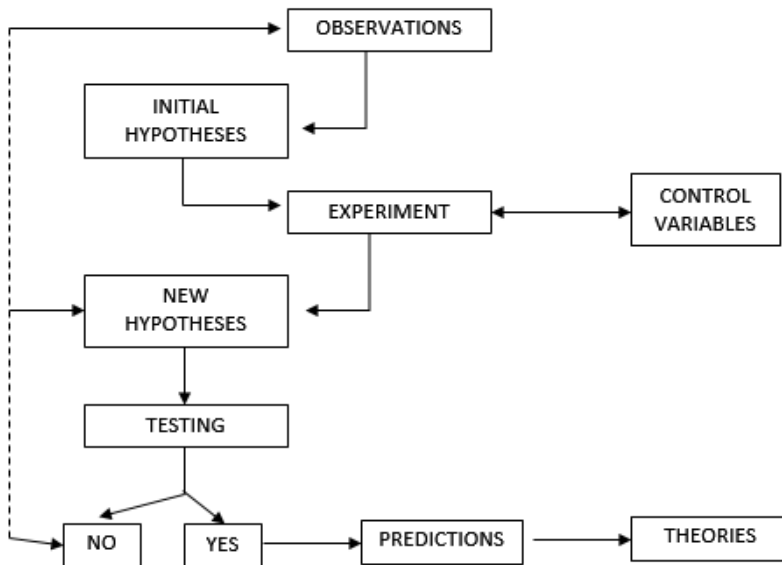 OBSERVATIONS
INITIAL
HYPOTHESES
EXPERIMENT
CONTROL
VARIABLES
NEW
HYPOTHESES
TESTING
NO
YES
PREDICTIONS
THEORIES